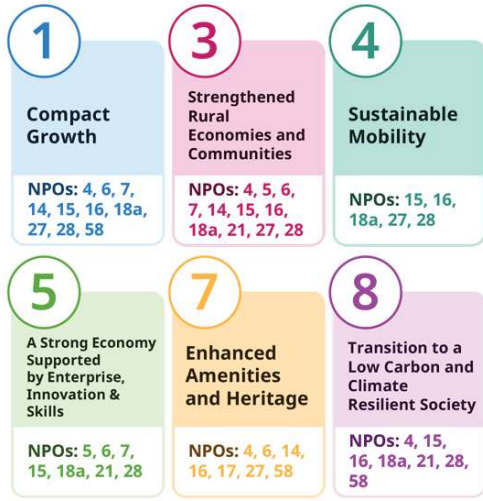 1
Compact
Growth
NPOs: 4, 6, 7,
14, 15, 16, 18a,
27, 28, 58
3
Strengthened
Rural
Economies and
Communities
NPOs: 4, 5, 6,
7, 14, 15, 16,
18a, 21, 27, 28
4
Sustainable
Mobility
NPOs: 15, 16,
18a, 27, 28
5
A Strong Economy
Supported
by Enterprise,
Innovation &
Skills
NPOs: 5, 6, 7,
15, 18a, 21, 28
7
Enhanced
Amenities
and Heritage
NPOs: 4, 6, 14,
16, 17, 27, 58
8
Transition to a
Low Carbon and
Climate
Resilient Society
NPOs: 4, 15,
16, 18a, 21, 28,
58